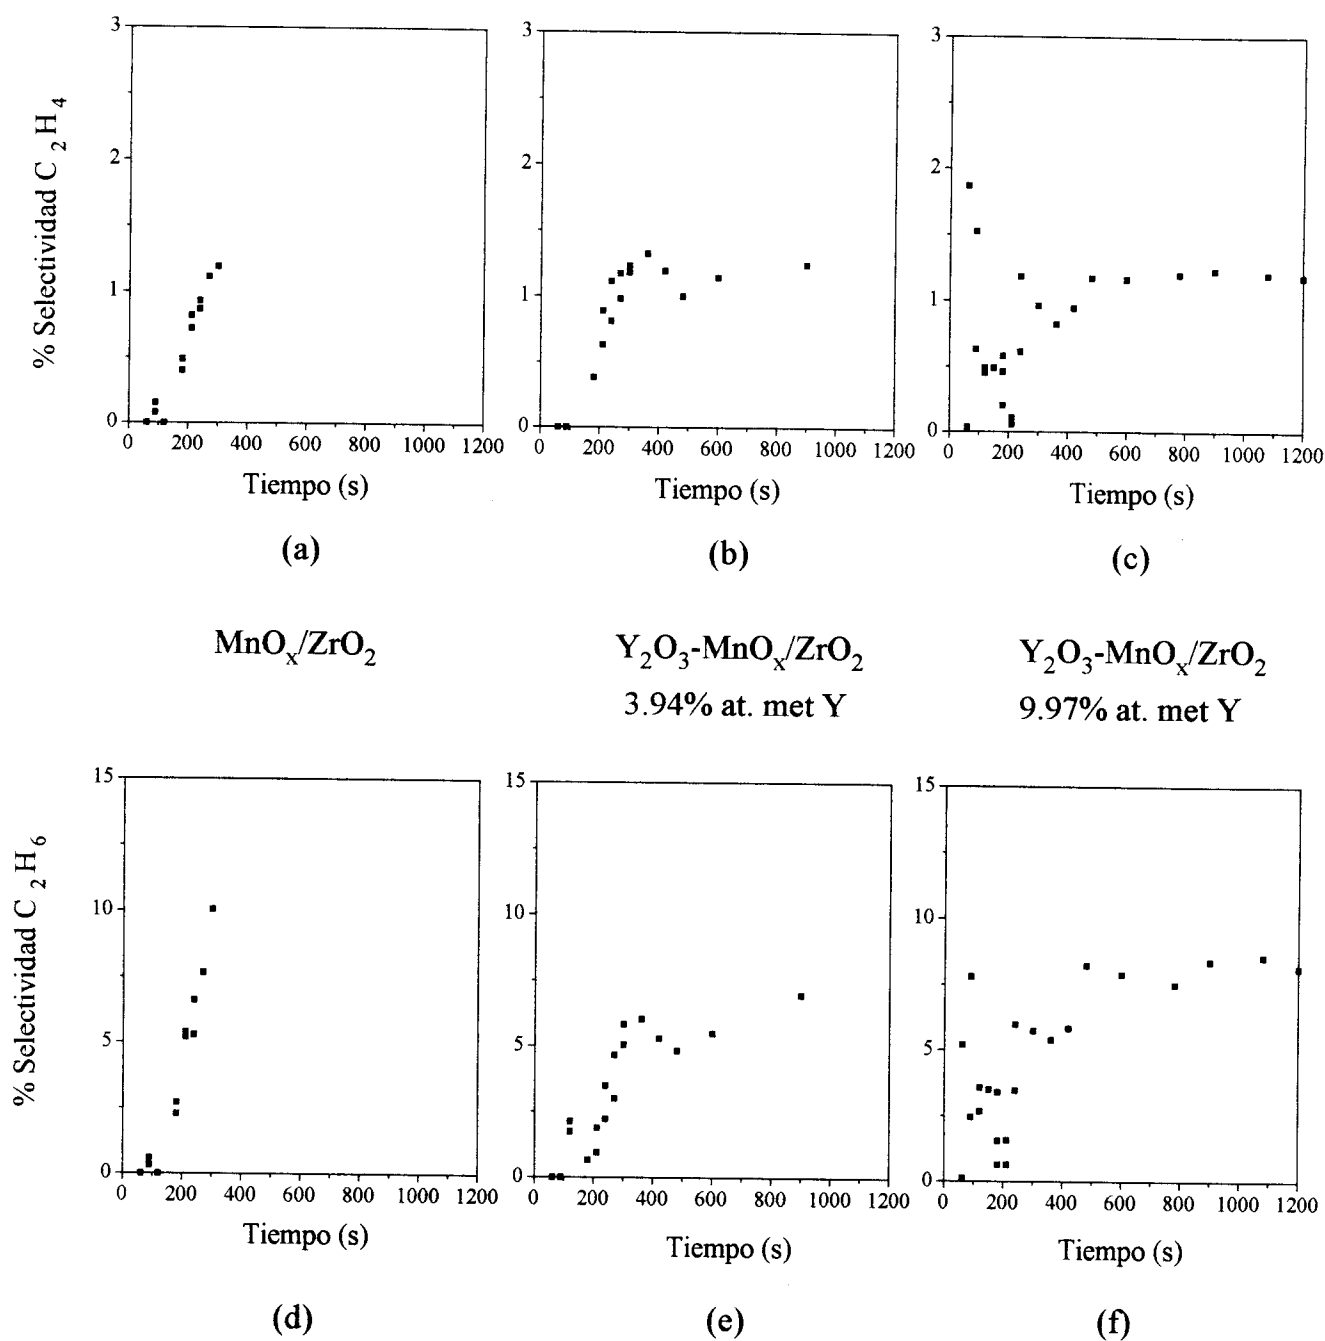 % Selectividad C2H4
3
2
1
0
0 200 400 600 800 1000 1200
Tiempo (s)
(a)
3
2
1
0
0 200 400 600 800 1000 1200
Tiempo (s)
(b)
3
2
1
0
0 200 400 600 800 1000 1200
Tiempo (s)
(c)
MnOx/ZrO2
Y2O3-MnOx/ZrO2
3.94% at. met Y
Y2O3-MnOx/ZrO2
9.97% at. met Y
% Selectividad C2H6
15
10
5
0
0 200 400 600 800 1000 1200
Tiempo (s)
(d)
15
10
5
0
0 200 400 600 800 1000 1200
Tiempo (s)
(e)
15
10
5
0
0 200 400 600 800 1000 1200
Tiempo (s)
(f)